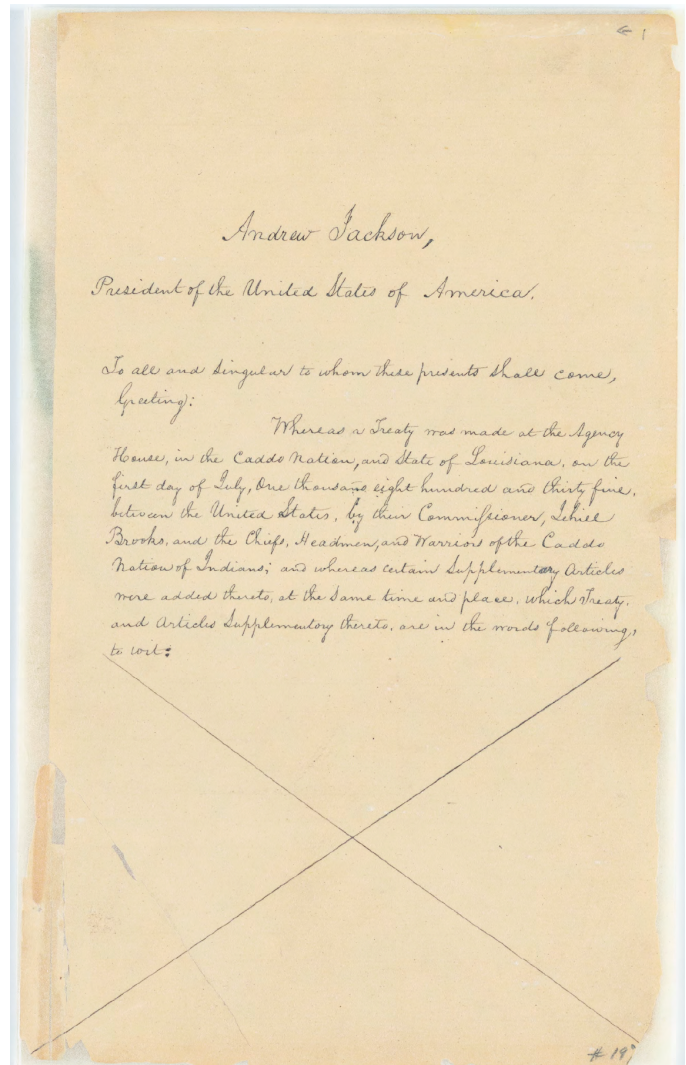 Andrew Jackson,
President of the United States of America.
To all and singular to whom these presents shall come,
Greeting:
Whereas a Treaty was made at the Agency
House, in the Caddo Nation, and State of Louisiana, on the
first day of July, One thousand eight hundred and thirty five,
between the United States, by their Commissioner, Jehiel
Brooks, and the Chiefs, Headmen, and Warriors of the Caddo
Nation of Indians; and whereas certain Supplementary Articles
were added thereto, at the same time and place, which Treaty,
and Articles Supplementory thereto, are in the words following,
to wit: